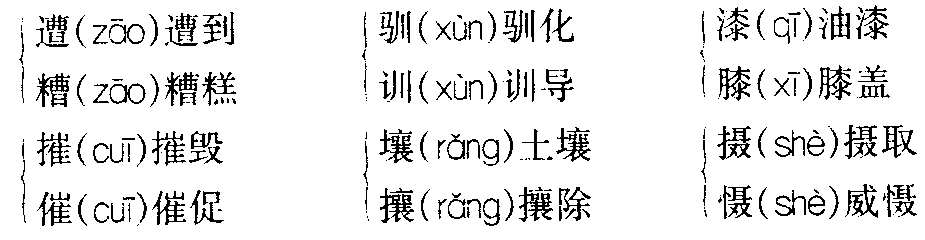 遭(zāo)遭到 驯(xùn)驯化 漆(qī)油漆
糟(zāo)糟糕 训(xùn)训导 膝(xī)膝盖
摧(cuī)摧毁 壤(rǎng)土壤 摄(shè)摄取
催(cuī)催促 攘(rǎng)攘除 慑(shè)威慑